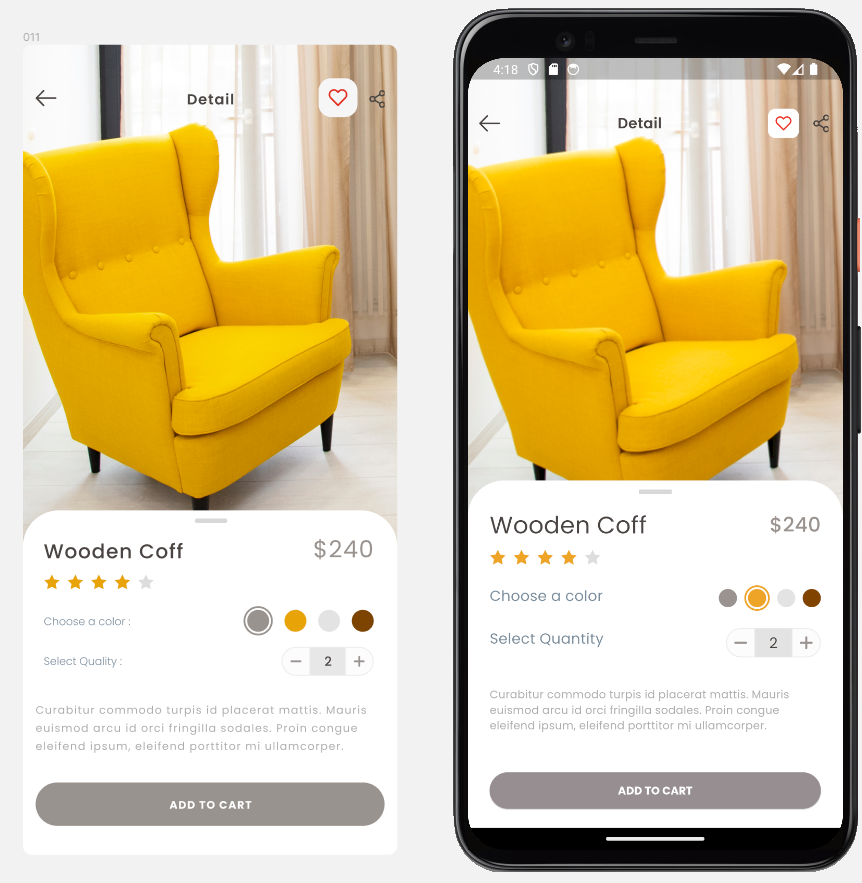 011
Detail
Wooden Coff
$240
Choose a color :
Select Quality :
2
Curabitur commodo turpis id placerat mattis. Mauris
euismod arcu id orci fringilla sodales. Proin congue
eleifend ipsum, eleifend porttitor mi ullamcorper.
ADD TO CART
4:18
Detail
Wooden Coff
$240
Choose a color
Select Quantity
2
Curabitur commodo turpis id placerat mattis. Mauris
euismod arcu id orci fringilla sodales. Proin congue
eleifend ipsum, eleifend porttitor mi ullamcorper.
ADD TO CART